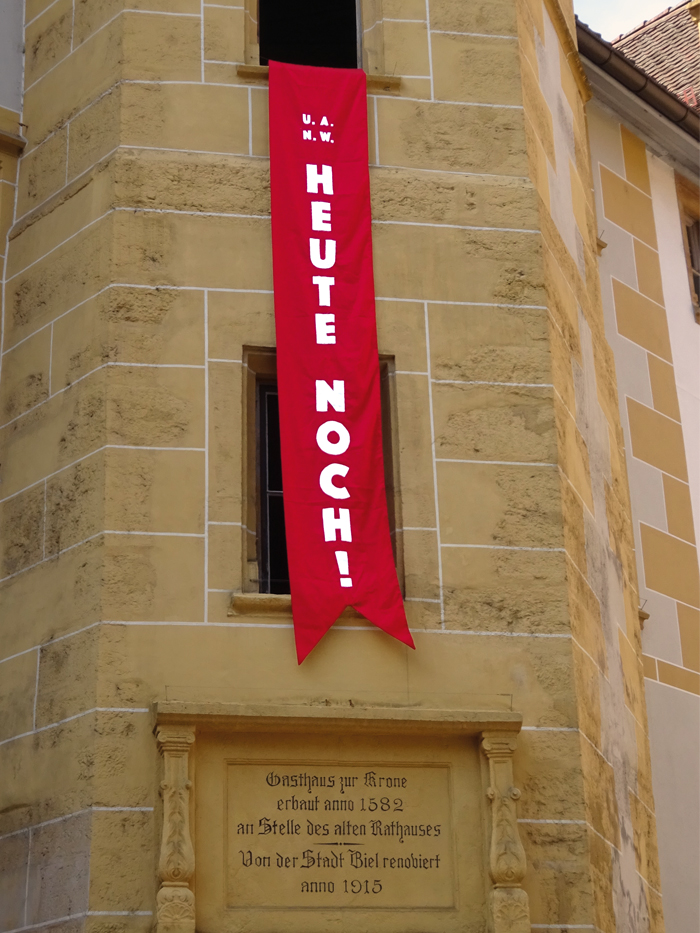 U. A.
N. W.
HEUTE NOCH!
Gasthaus zur Krone
erbaut anno 1582
an Stelle des alten Rathauses
Von der Stadt Biel renoviert
anno 1915